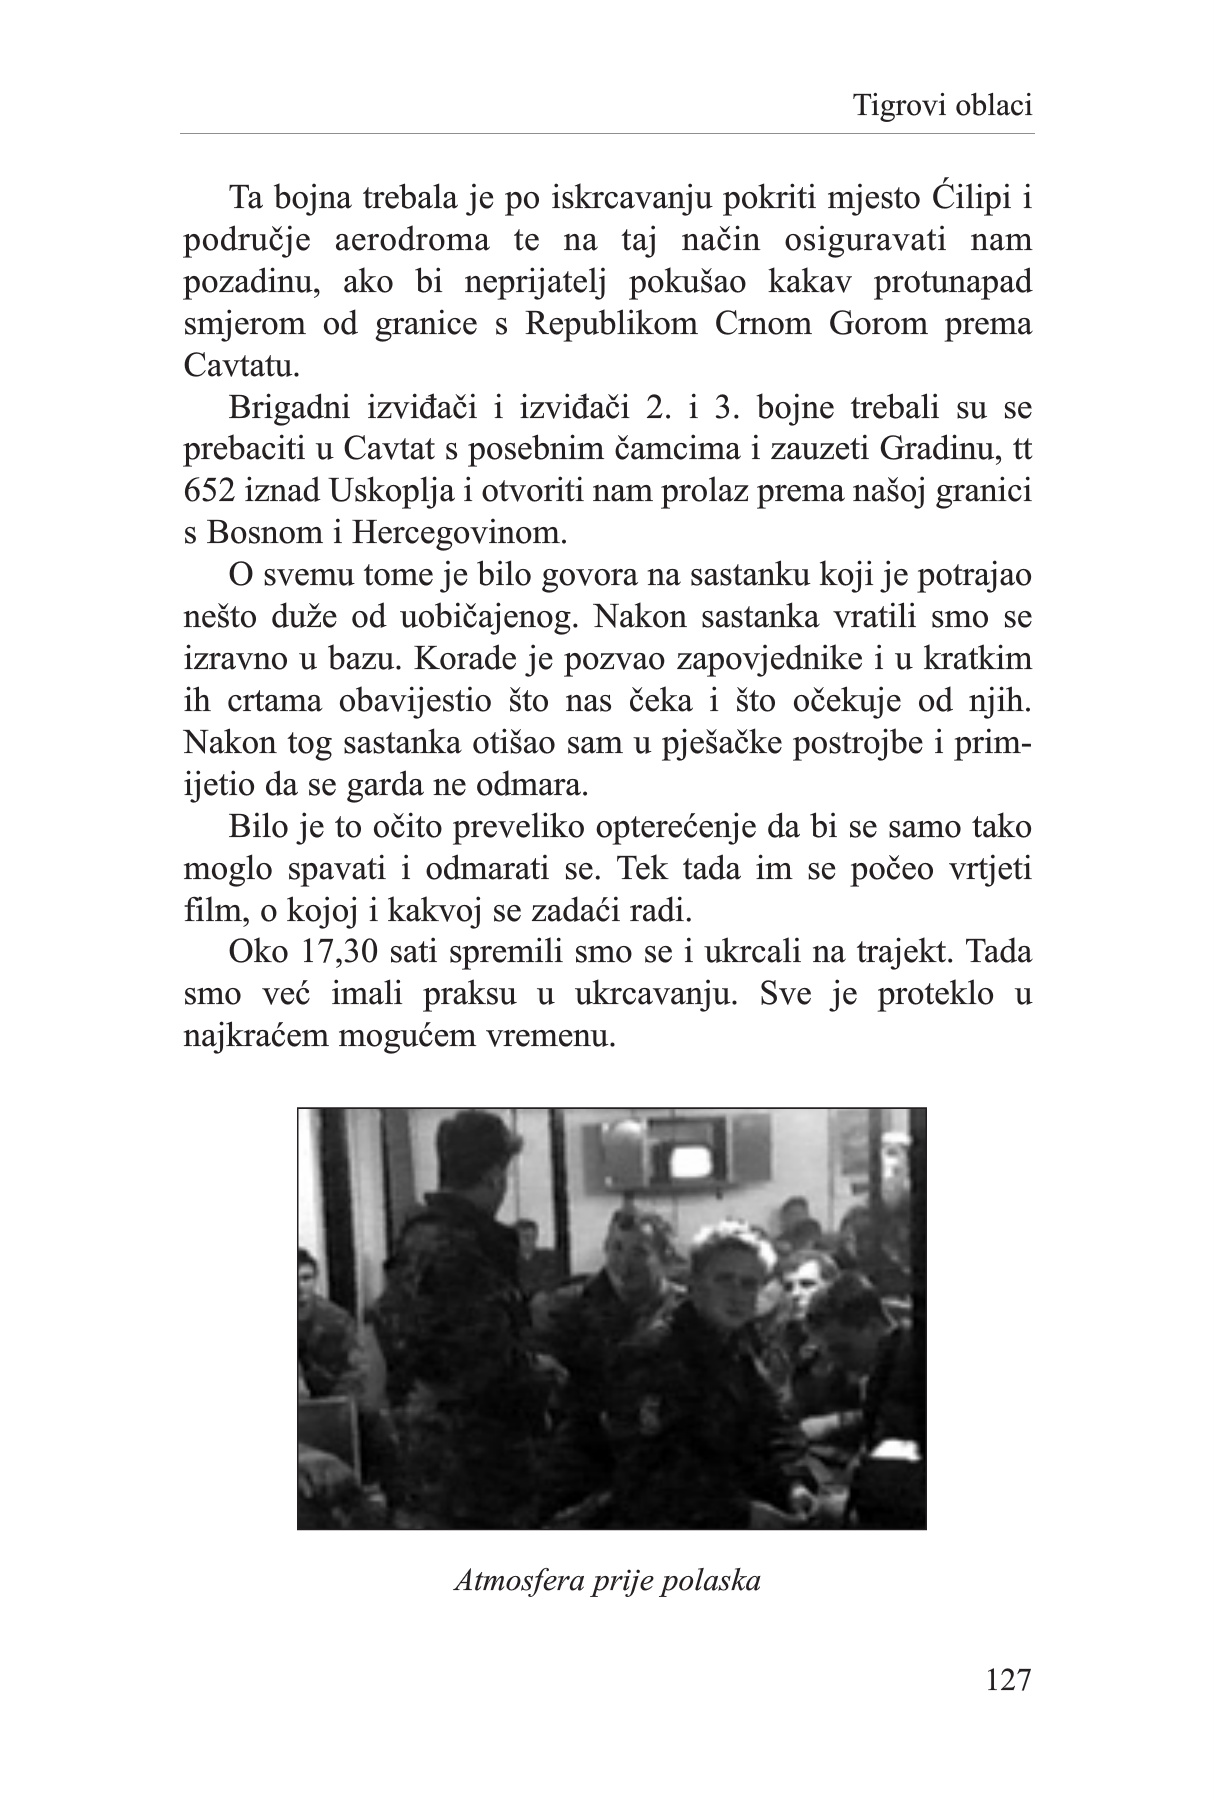 Tigrovi oblaci
Ta bojna trebala je po iskrcavanju pokriti mjesto Ćilipi i
područje aerodroma te na taj način osiguravati nam
pozadinu, ako bi neprijatelj pokušao kakav protunapad
smjerom od granice s Republikom Crnom Gorom prema
Cavtatu.
Brigadni izviđači i izviđači 2. i 3. bojne trebali su se
prebaciti u Cavtat s posebnim čamcima i zauzeti Gradinu, tt
652 iznad Uskoplja i otvoriti nam prolaz prema našoj granici
s Bosnom i Hercegovinom.
O svemu tome je bilo govora na sastanku koji je potrajao
nešto duže od uobičajenog. Nakon sastanka vratili smo se
izravno u bazu. Korade je pozvao zapovjednike i u kratkim
ih crtama obavijestio što nas čeka i što očekuje od njih.
Nakon tog sastanka otišao sam u pješačke postrojbe i prim-
ijetio da se garda ne odmara.
Bilo je to očito preveliko opterećenje da bi se samo tako
moglo spavati i odmarati se. Tek tada im se počeo vrtjeti
film, o kojoj i kakvoj se zadaći radi.
Oko 17,30 sati spremili smo se i ukrcali na trajekt. Tada
smo već imali praksu u ukrcavanju. Sve je proteklo u
najkraćem mogućem vremenu.
Atmosfera prije polaska
127